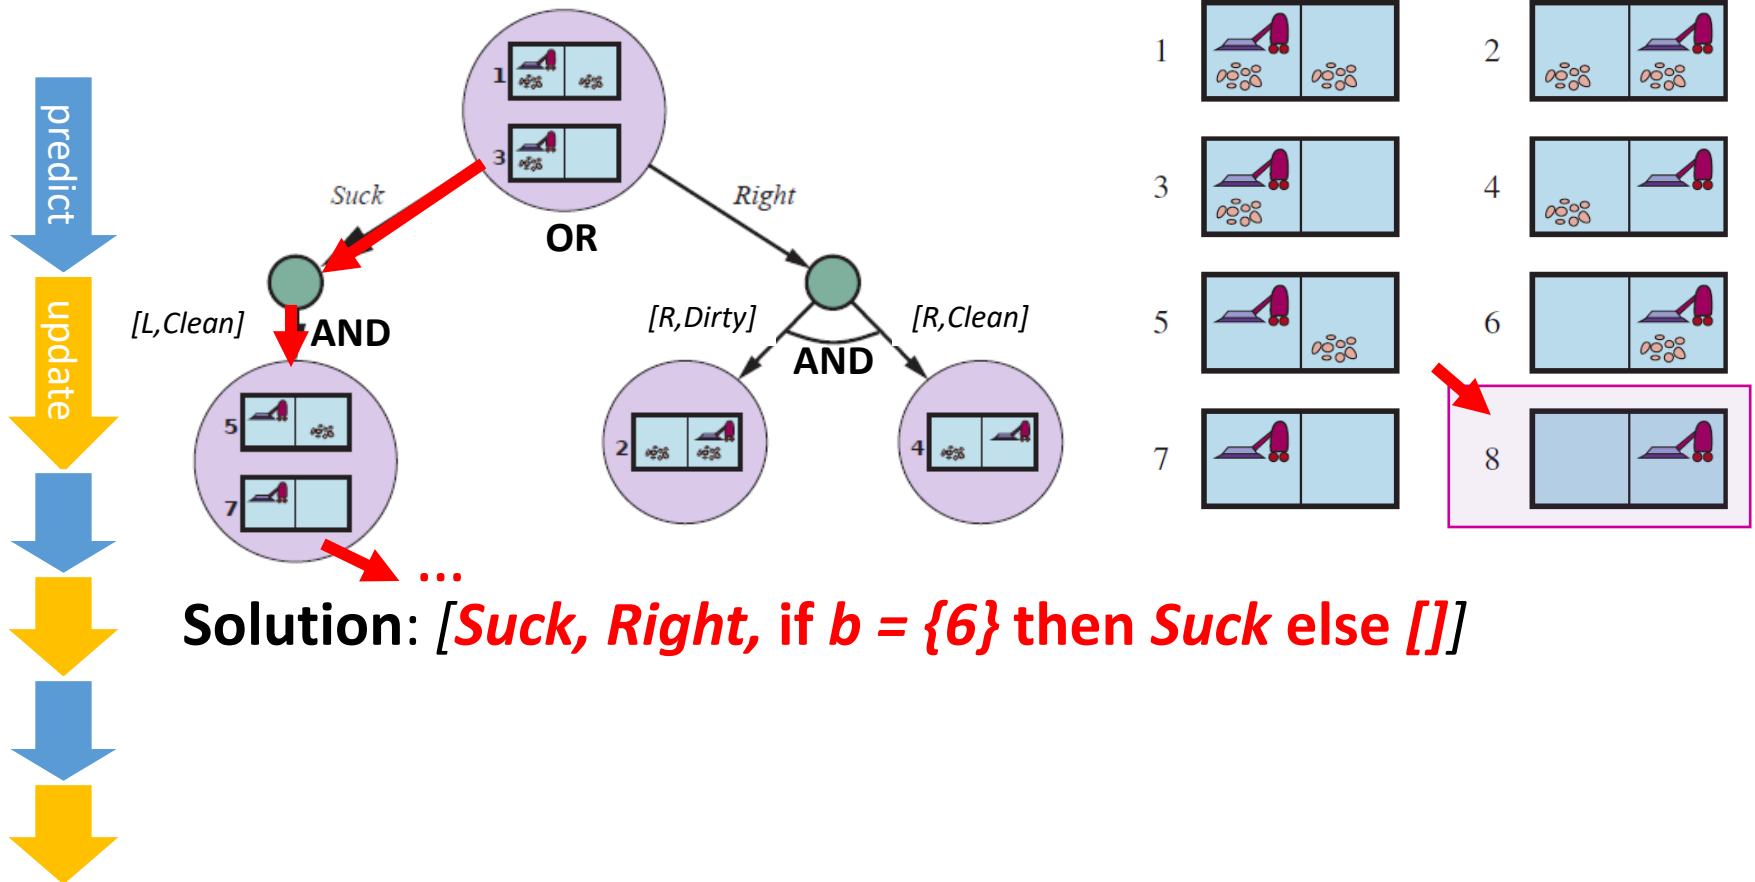 predict
update
1
3
Suck
Right
OR
[L,Clean]
AND
[R,Dirty]
[R,Clean]
AND
5
7
2
4
...
Solution: [Suck, Right, if b = {6} then Suck else []]
1
2
3
4
5
6
7
8